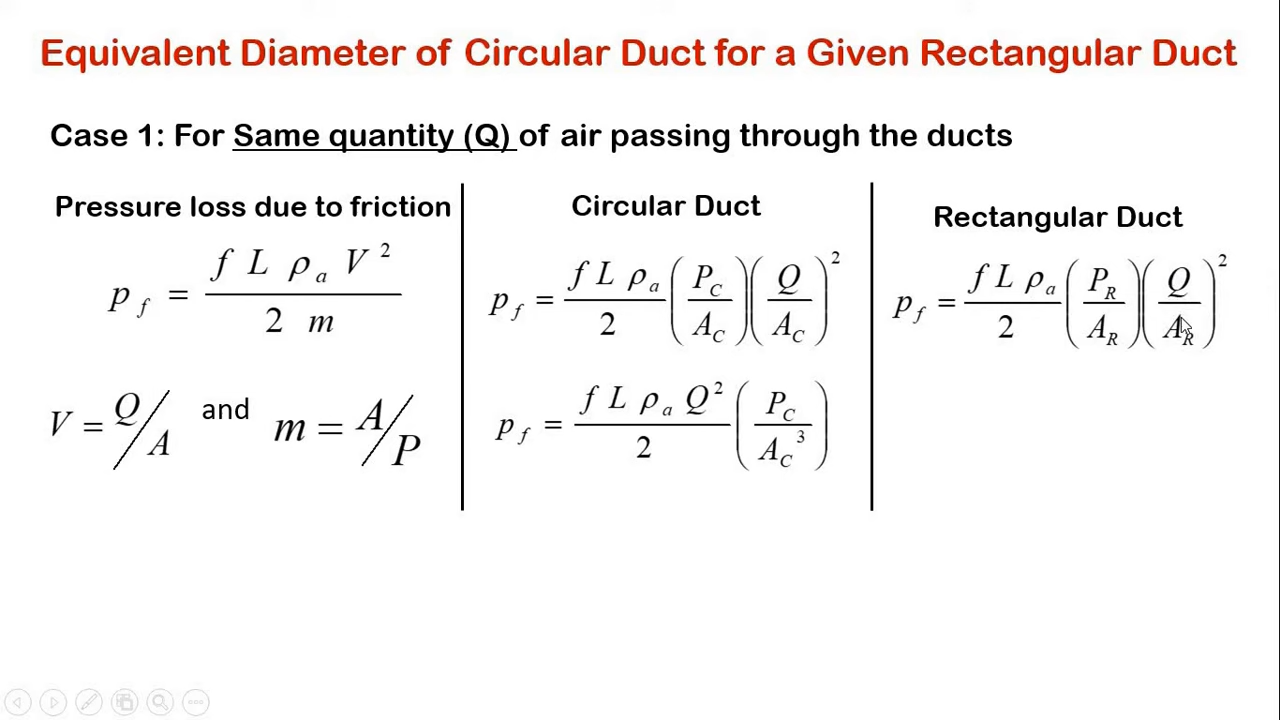 Equivalent Diameter of Circular Duct for a Given Rectangular Duct
Case 1: For Same quantity (Q) of air passing through the ducts
Pressure loss due to friction
p_f = f L ρ_a V² / 2 m
V = Q/A and m = A/P
Circular Duct
p_f = f L ρ_a / 2 (P_C / A_C) (Q / A_C)²
p_f = f L ρ_a Q² / 2 (P_C / A_C³)
Rectangular Duct
p_f = f L ρ_a / 2 (P_R / A_R) (Q / A_R)²